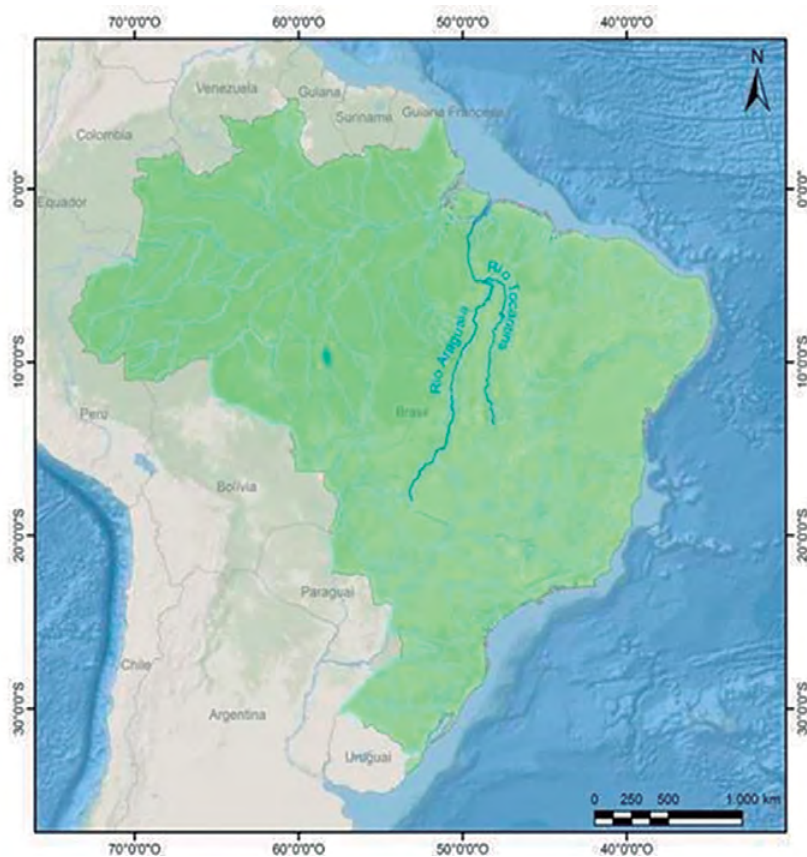 70°0'0"O 60°0'0"O 50°0'0"O 40°0'0"O
N
Venezuela
Guiana
Suriname
Guiana Francesa
Colombia
0°0'0"
0°0'0"
Equador
Rio Tocantins
Rio Araguaia
10°0'0"S
10°0'0"S
Peru
Brasil
Bolívia
20°0'0"S
20°0'0"S
Paraguai
Chile
30°0'0"S
30°0'0"S
Argentina
Uruguai
0 250 500 1.000 km
70°0'0"O 60°0'0"O 50°0'0"O 40°0'0"O